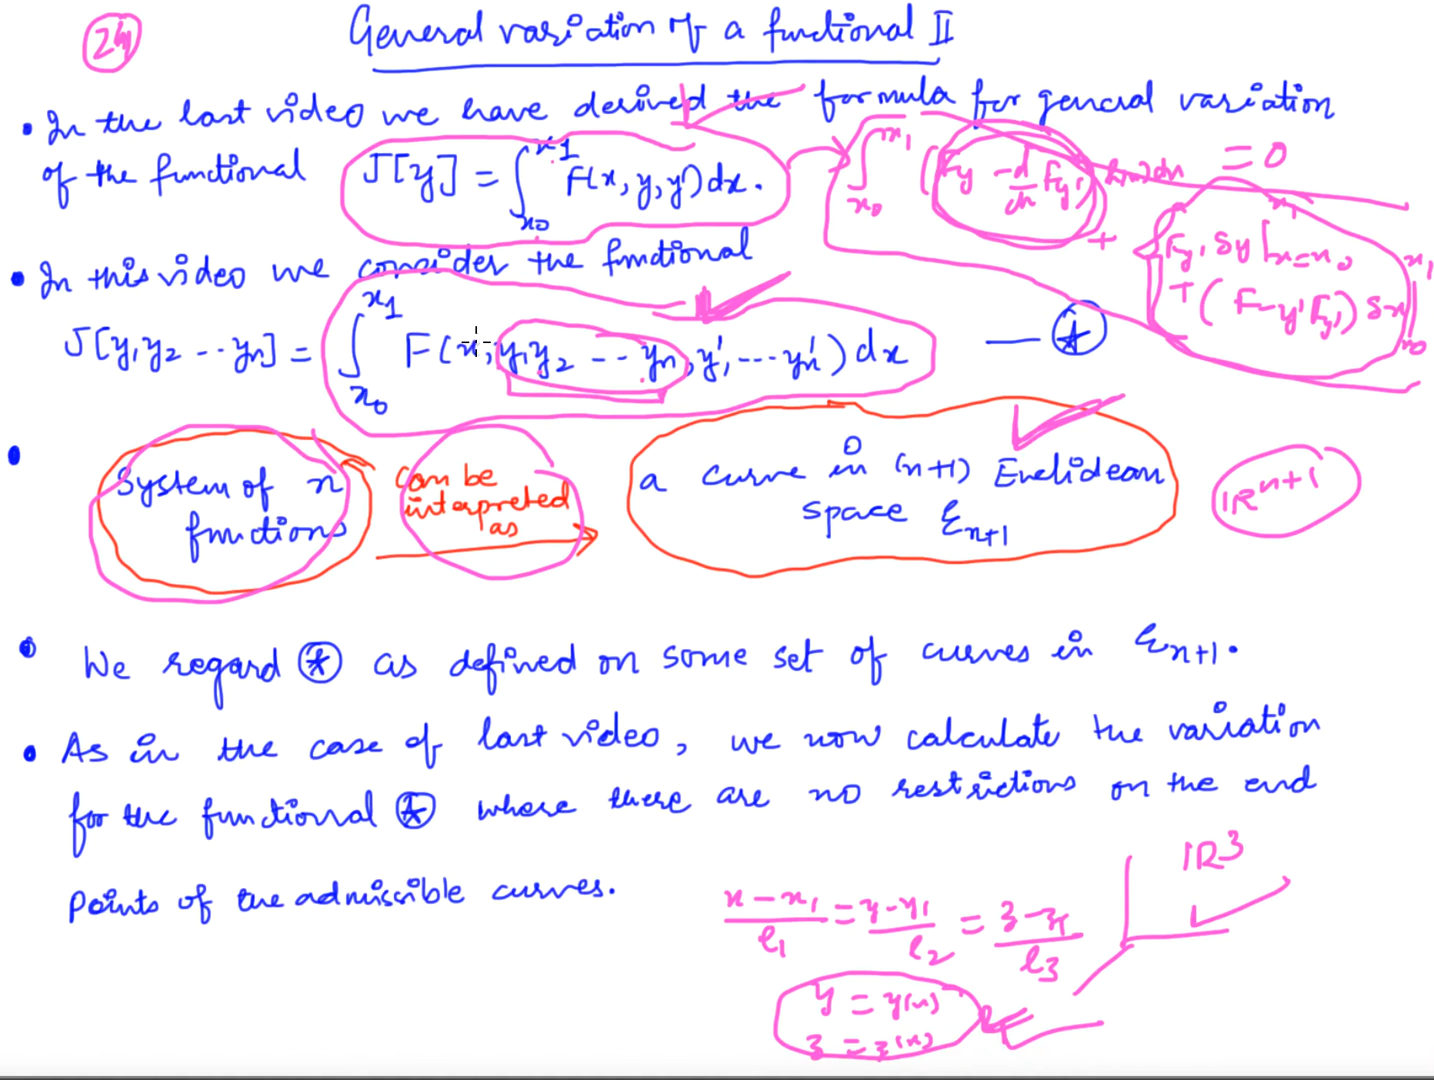 24
General variation of a functional II
• In the last video we have derived the formula for general variation
of the functional J[y] = ∫_{x0}^{x1} F(x, y, y') dx.
∫_{x0}^{x1} (Fy - d/dx Fy') h(x) dx = 0
+ Fy' δy |_{x=x0}^{x1}
+ (F - y' Fy') δx |_{x0}^{x1}
• In this video we consider the functional
J[y1 y2 -- yn] = ∫_{x0}^{x1} F(x, y1 y2 -- yn, y1', -- yn') dx — ⊛
• System of n functions
can be interpreted as
a curve in (n+1) Euclidean space Ɛn+1
IR^{n+1}
• We regard ⊛ as defined on some set of curves in Ɛn+1.
• As in the case of last video, we now calculate the variation
for the functional ⊛ where there are no restrictions on the end
points of the admissible curves.
IR^3
(x - x1)/l1 = (y - y1)/l2 = (z - z1)/l3
y = y(x)
z = z(x)